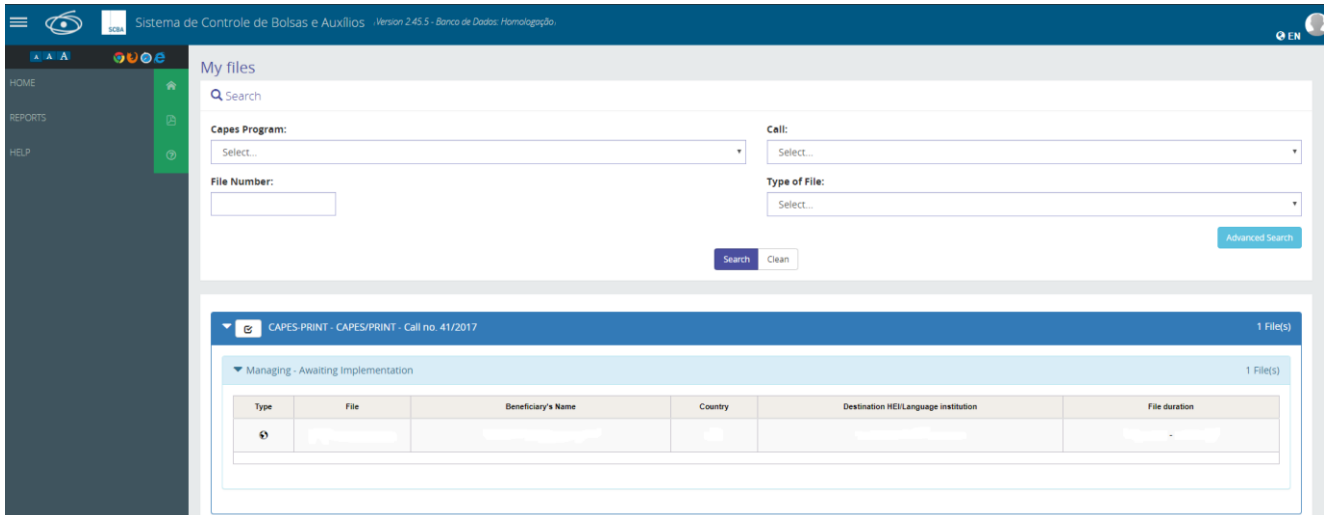 SCBA Sistema de Controle de Bolsas e Auxílios Version 2.45.5 - Banco de Dados: Homologação
EN
A A A
HOME
REPORTS
HELP
My files
Search
Capes Program:
Call:
Select...
Select...
File Number:
Type of File:
Select...
Advanced Search
Search Clean
CAPES-PRINT - CAPES/PRINT - Call no. 41/2017 1 File(s)
Managing - Awaiting Implementation 1 File(s)
Type File Beneficiary's Name Country Destination HEI/Language institution File duration
-